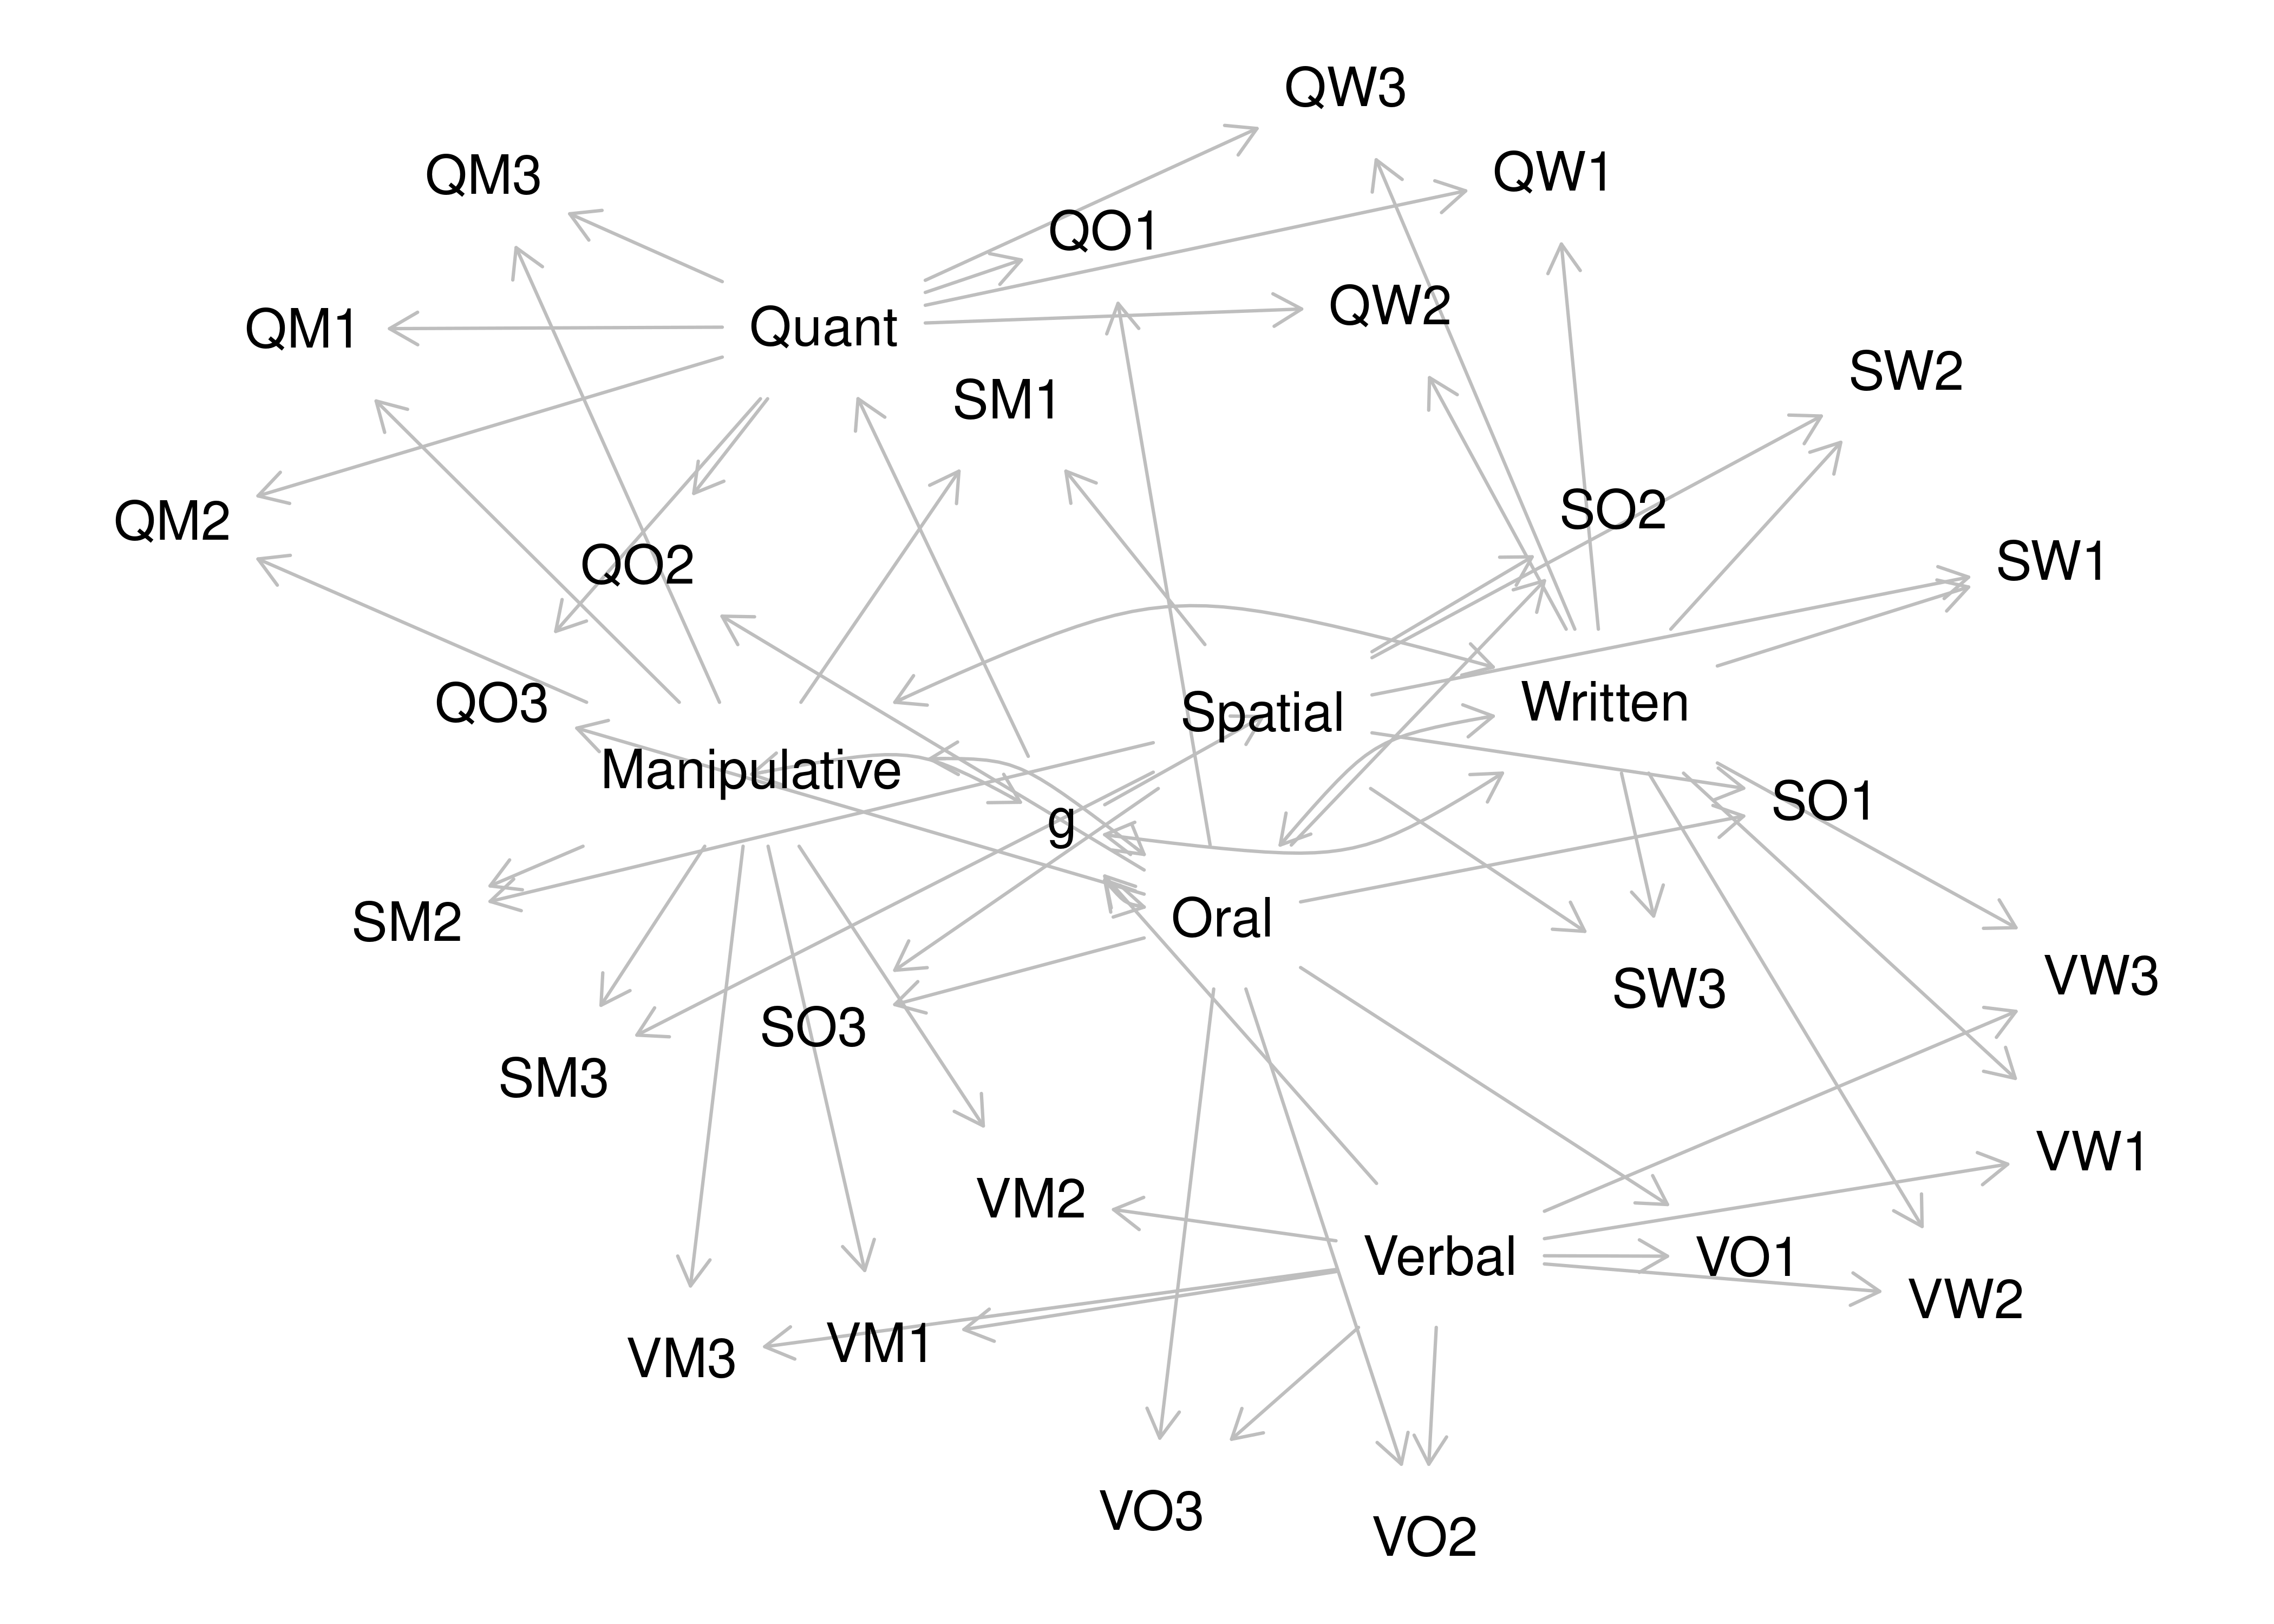 QW3
QM3
QW1
QO1
QW2
QM1
Quant
SW2
SM1
SO2
QM2
QO2
SW1
QO3
Spatial
Written
Manipulative
SO1
g
SM2
Oral
VW3
SW3
SO3
SM3
VW1
VM2
Verbal
VO1
VW2
VM1
VM3
VO3
VO2